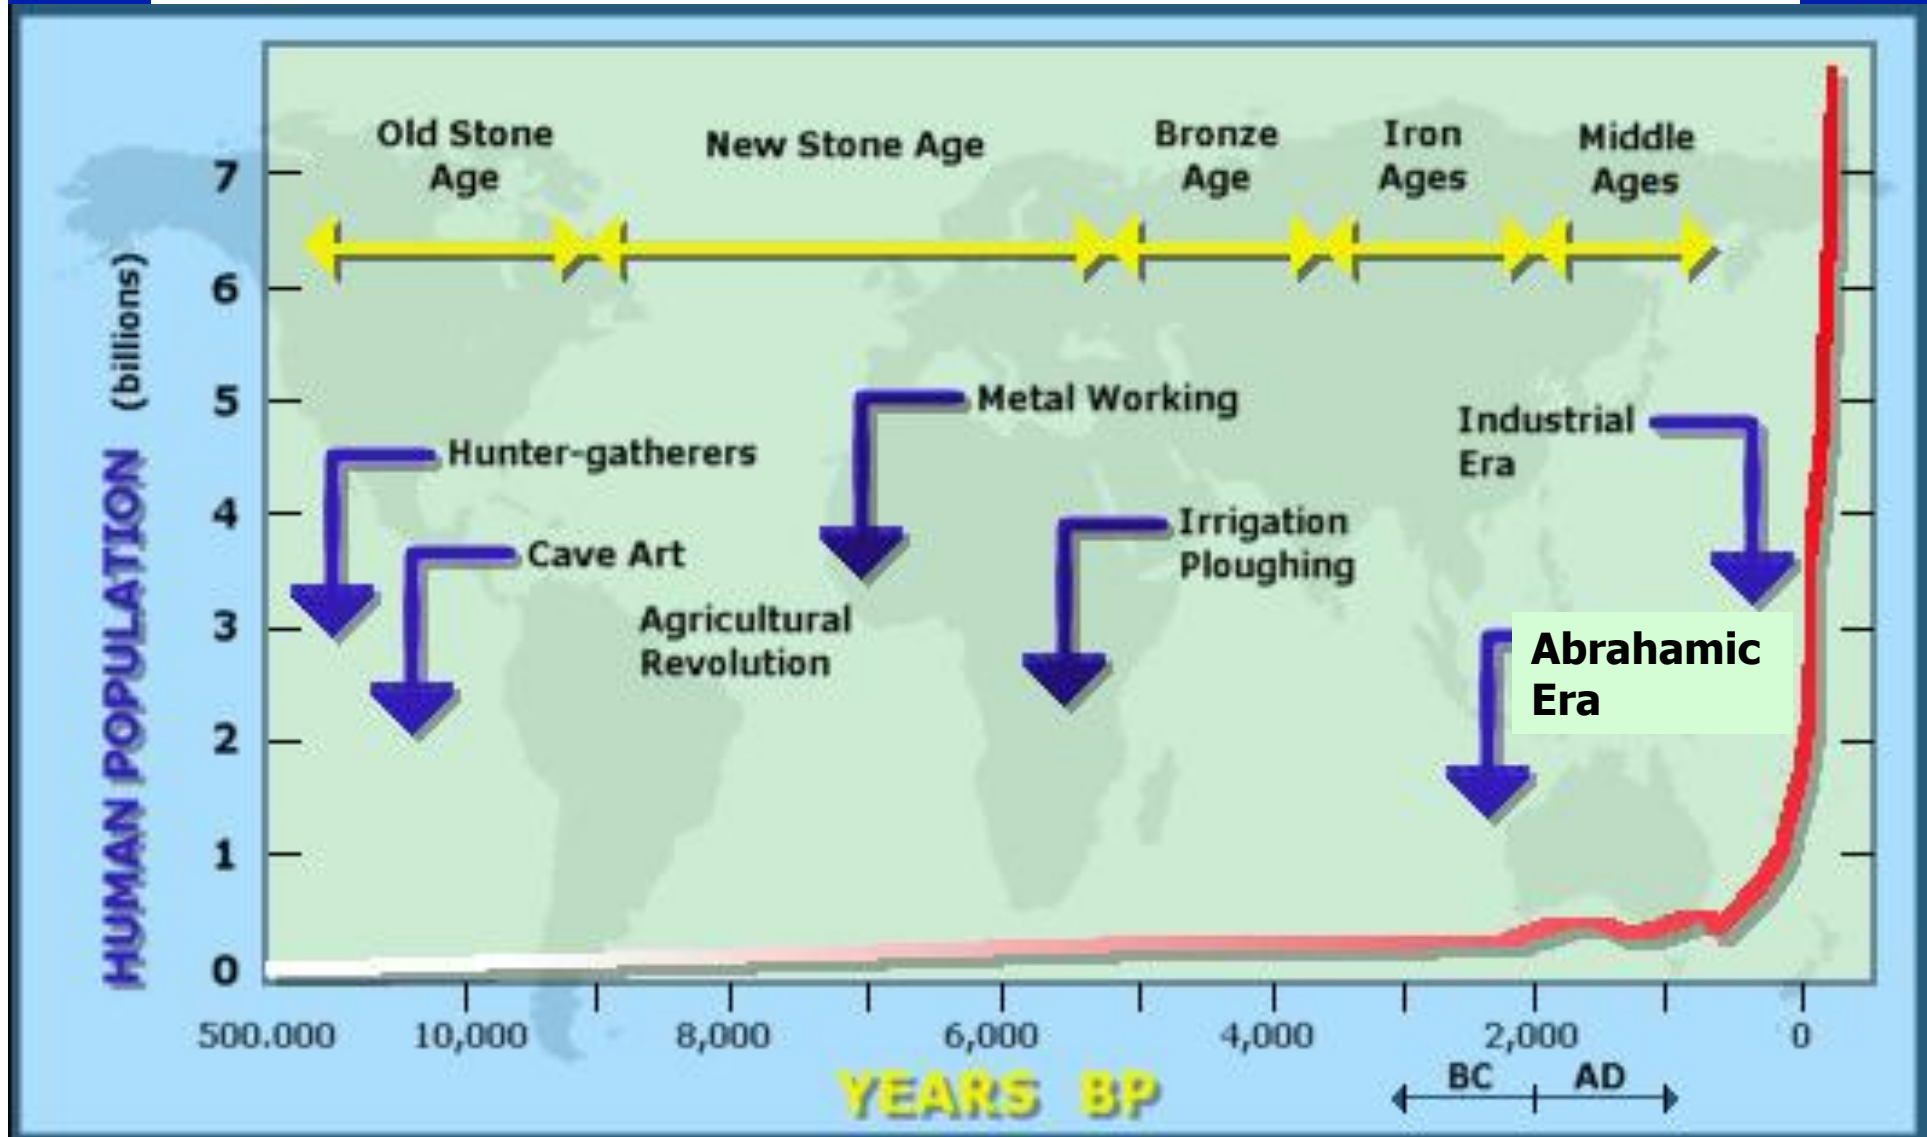 Old Stone
Age
New Stone Age
Bronze
Age
Iron
Ages
Middle
Ages
HUMAN POPULATION (billions)
7
6
5
4
3
2
1
0
Metal Working
Hunter-gatherers
Industrial
Era
Cave Art
Irrigation
Ploughing
Agricultural
Revolution
Abrahamic
Era
500.000 10,000 8,000 6,000 4,000 2,000 0
YEARS BP
BC AD